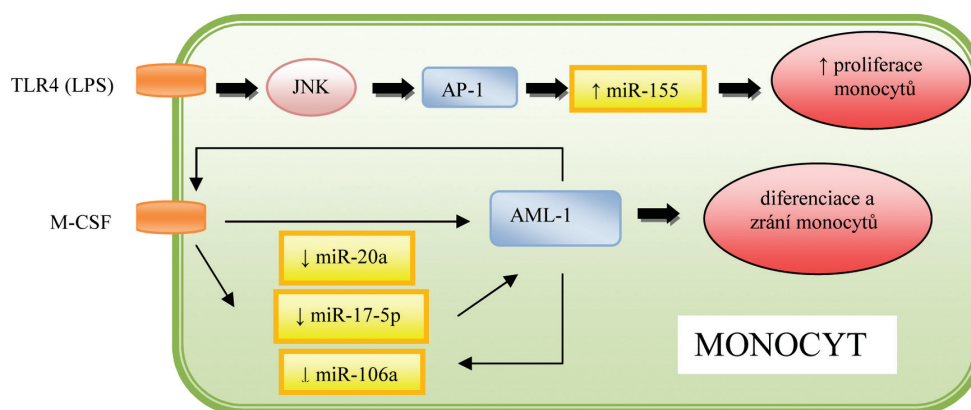 TLR4 (LPS)
JNK
AP-1
↑ miR-155
↑ proliferace
monocytů
M-CSF
AML-1
diferenciace a
zrání monocytů
↓ miR-20a
↓ miR-17-5p
↓ miR-106a
MONOCYT